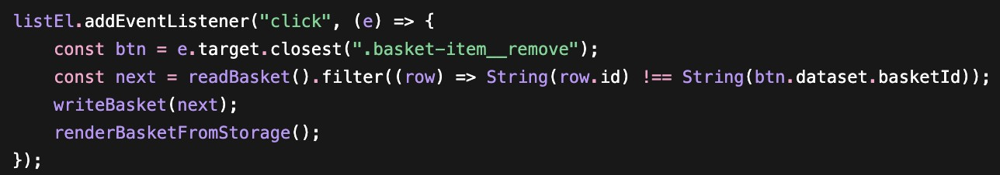 listEl.addEventListener("click", (e) => {
    const btn = e.target.closest(".basket-item__remove");
    const next = readBasket().filter((row) => String(row.id) !== String(btn.dataset.basketId));
    writeBasket(next);
    renderBasketFromStorage();
});